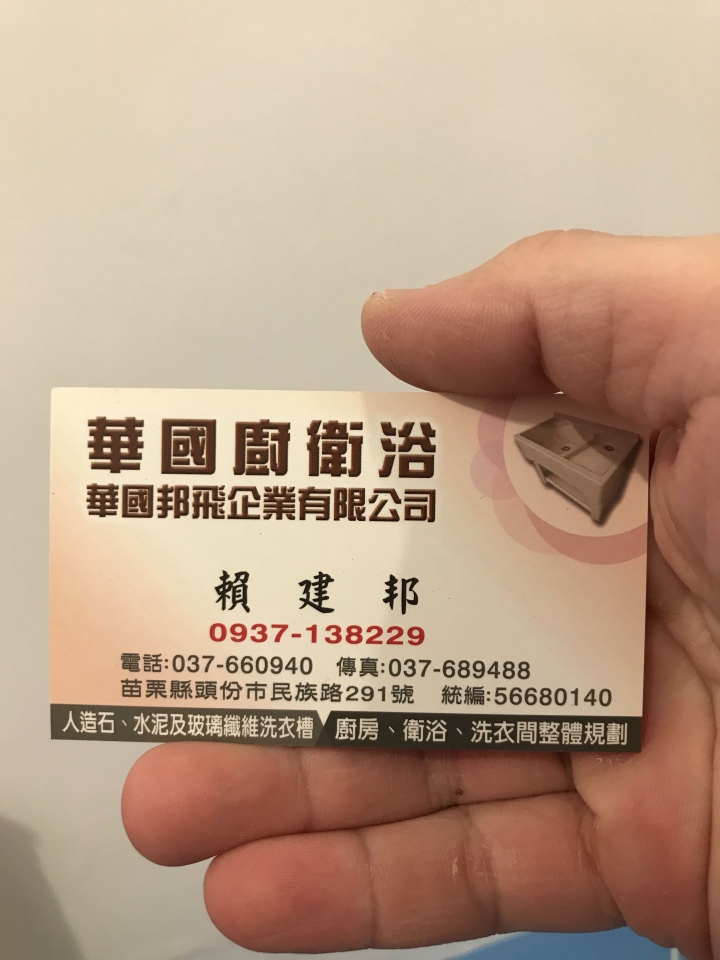 華國廚衛浴
華國邦飛企業有限公司
賴建邦
0937-138229
電話:037-660940 傳真:037-689488
苗栗縣頭份市民族路291號 統編:56680140
人造石、水泥及玻璃纖維洗衣槽 廚房、衛浴、洗衣間整體規劃